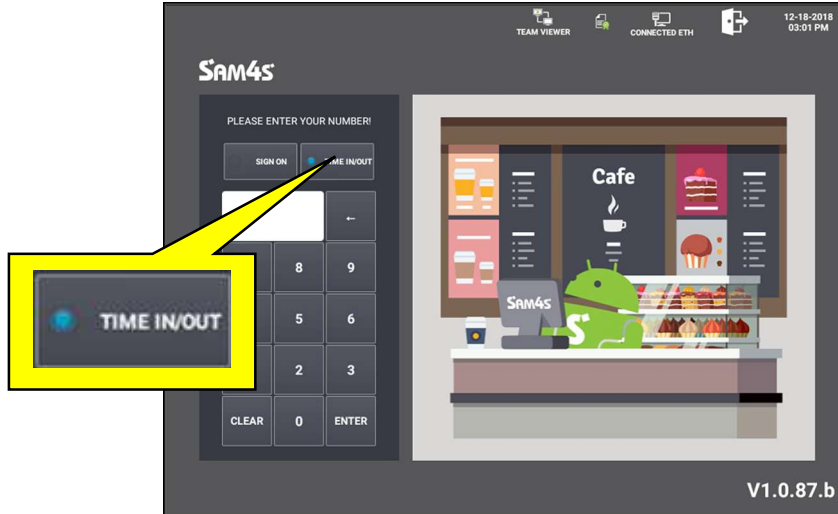 TEAM VIEWER
CONNECTED ETH
12-18-2018
03:01 PM
SAM4S
PLEASE ENTER YOUR NUMBER!
SIGN ON
TIME IN/OUT
←
8
9
5
6
2
3
CLEAR
0
ENTER
TIME IN/OUT
Cafe
SAM4S
S
V1.0.87.b